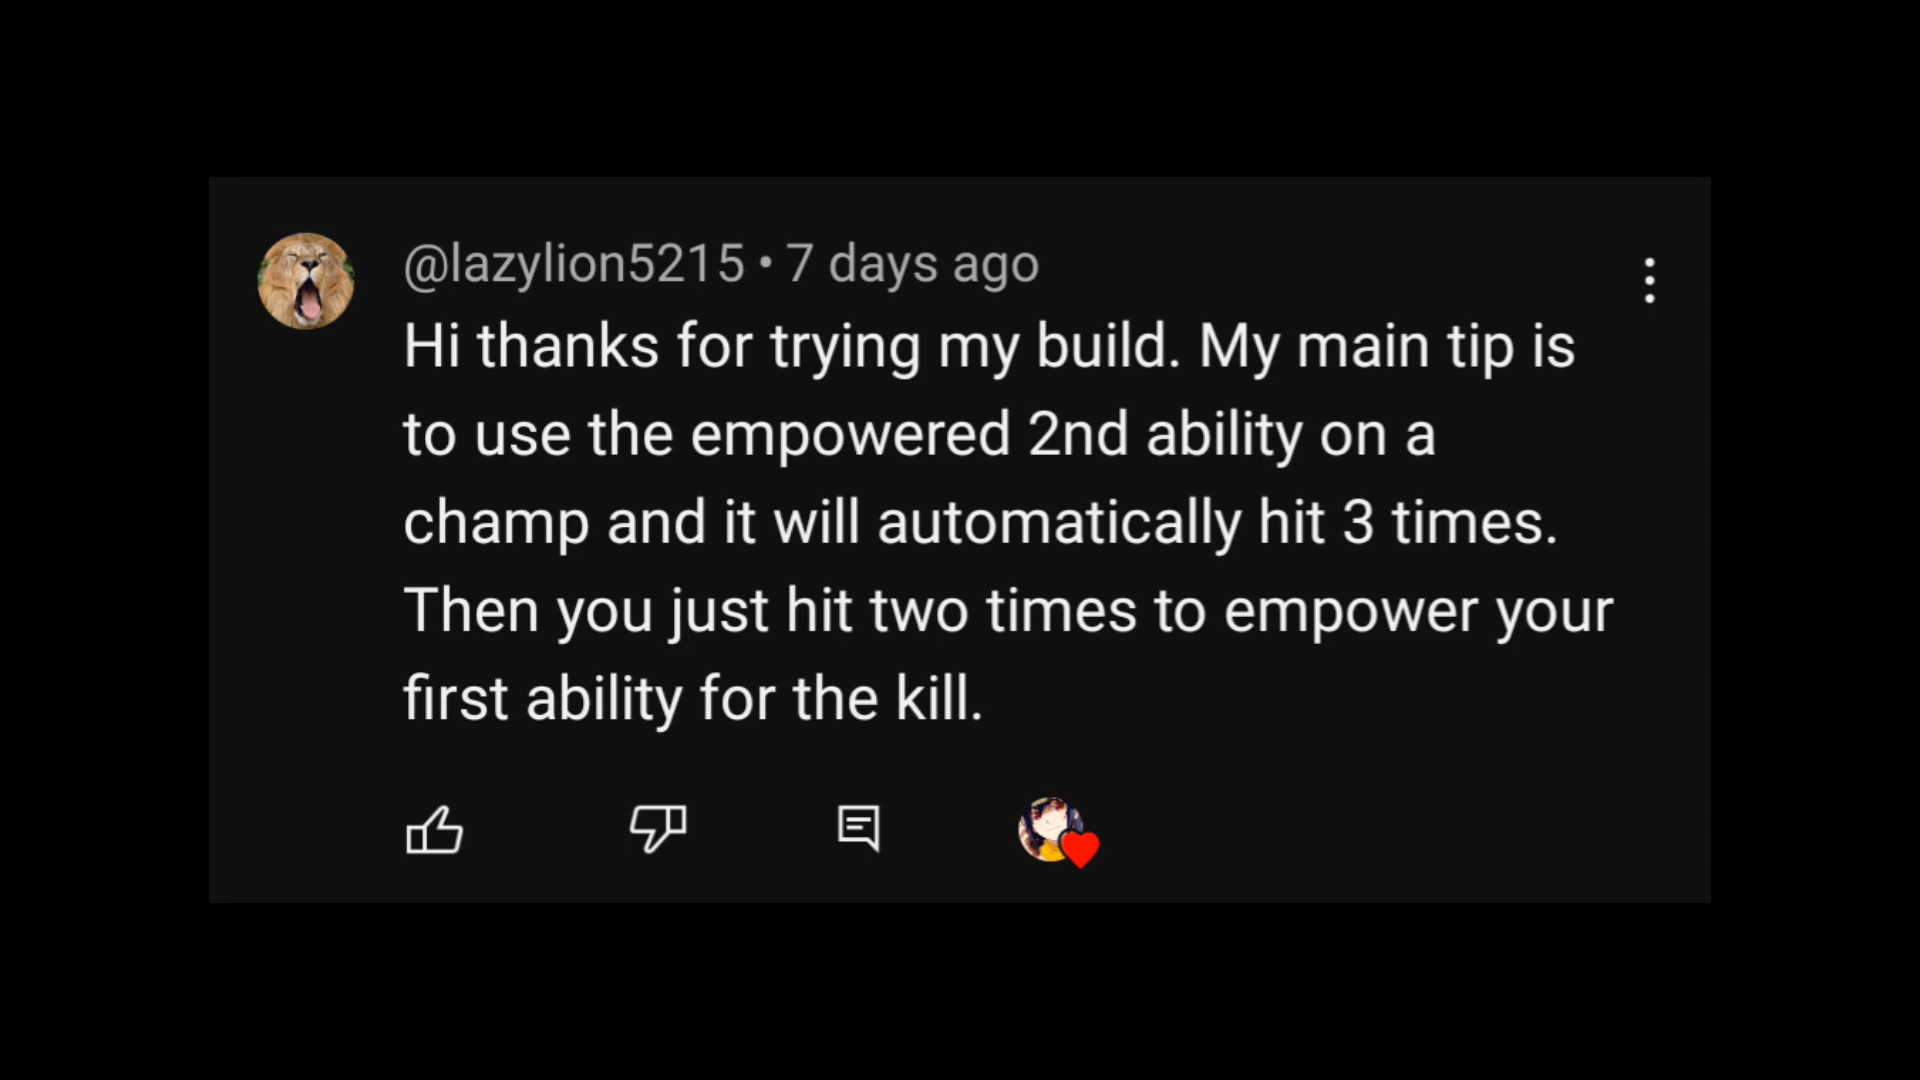 @lazylion5215 • 7 days ago
Hi thanks for trying my build. My main tip is
to use the empowered 2nd ability on a
champ and it will automatically hit 3 times.
Then you just hit two times to empower your
first ability for the kill.